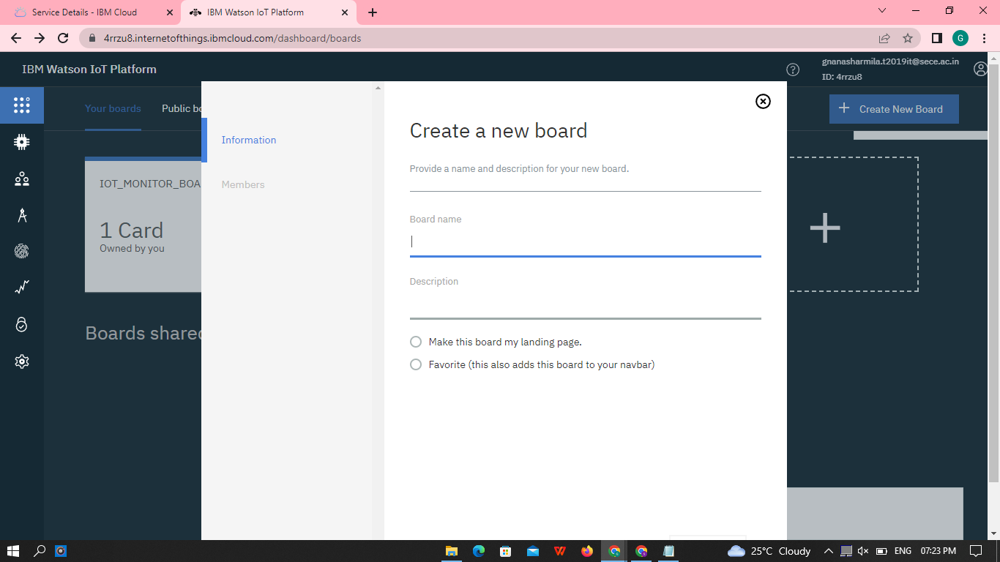 Service Details - IBM Cloud
IBM Watson IoT Platform
4rrzu8.internetofthings.ibmcloud.com/dashboard/boards
G
IBM Watson IoT Platform
gnanasharmila.t2019it@sece.ac.in
ID: 4rrzu8
Your boards
Public bo
Create New Board
Information
Members
Create a new board
Provide a name and description for your new board.
Board name
Description
Make this board my landing page.
Favorite (this also adds this board to your navbar)
IOT_MONITOR_BOA
1 Card
Owned by you
Boards shared
25°C Cloudy
ENG
07:23 PM